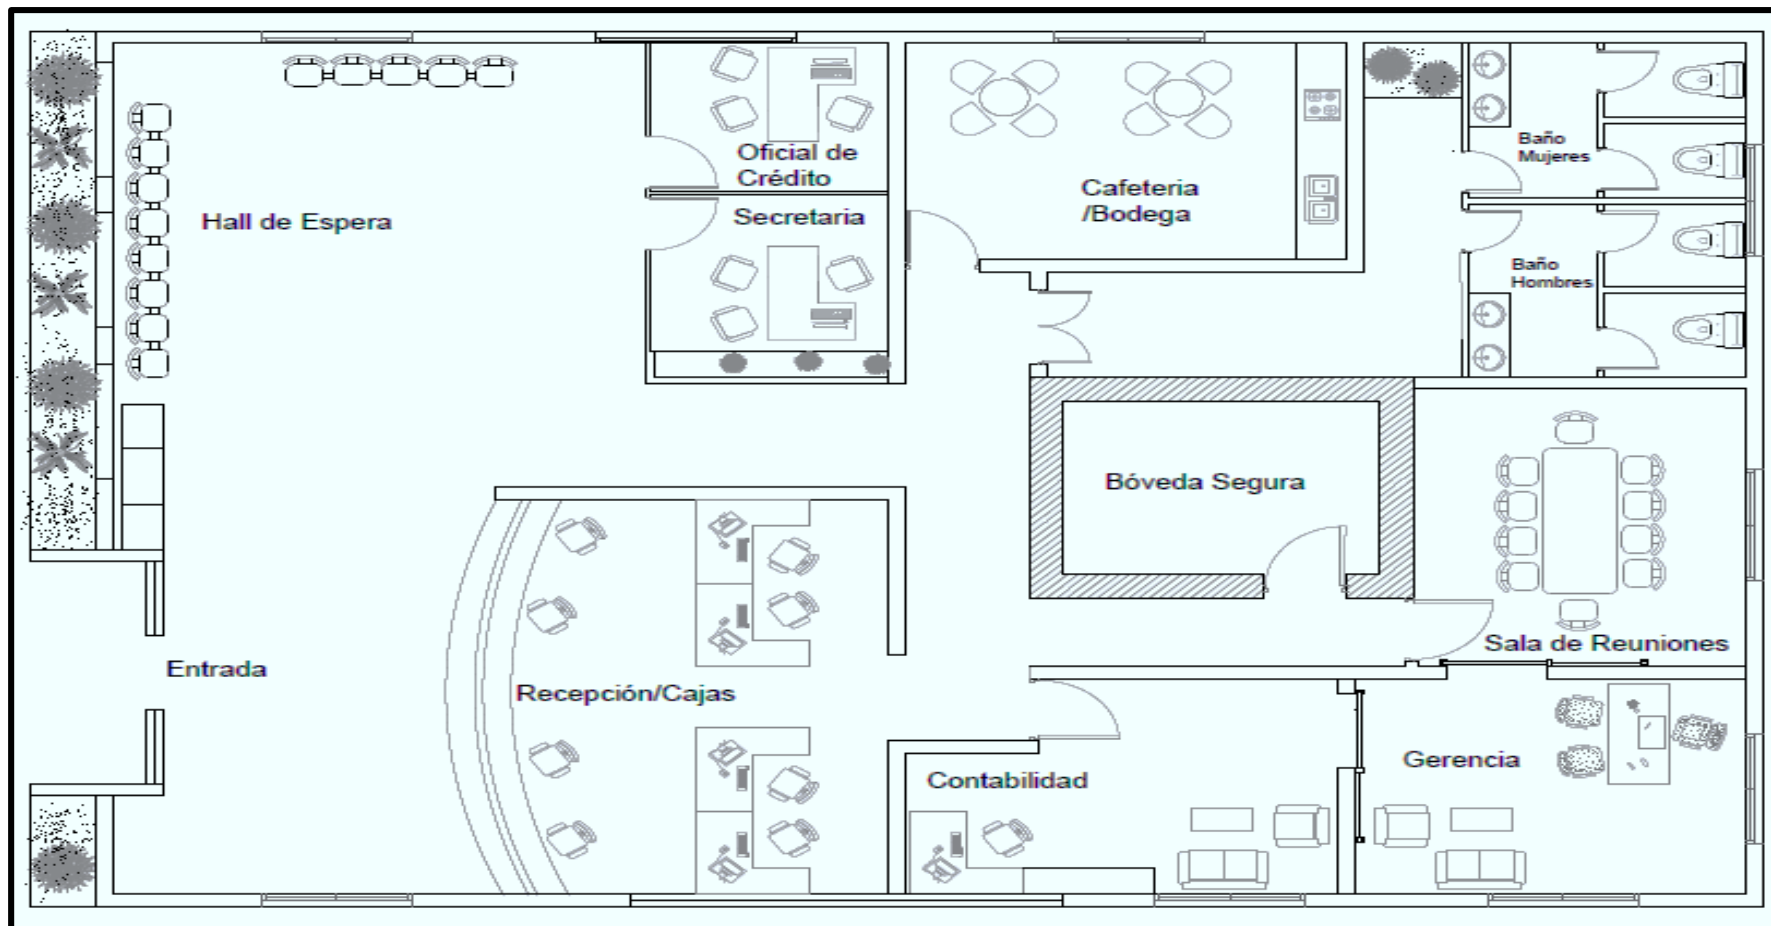 Oficial de
Crédito
Baño
Mujeres
Cafeteria
/Bodega
Hall de Espera
Secretaria
Baño
Hombres
Bóveda Segura
Sala de Reuniones
Entrada
Recepción/Cajas
Gerencia
Contabilidad